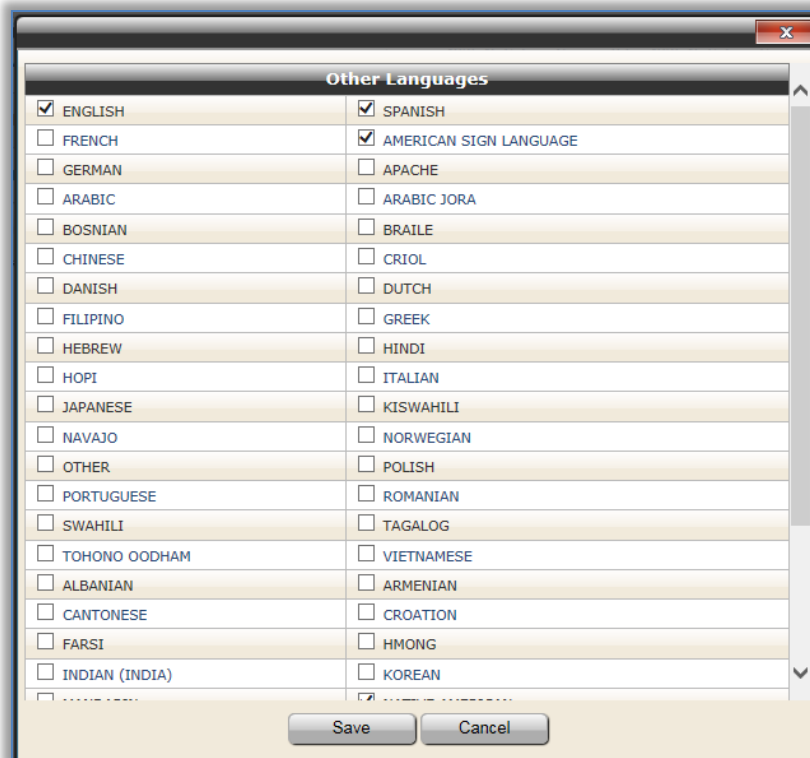 X
Other Languages
ENGLISH SPANISH
FRENCH AMERICAN SIGN LANGUAGE
GERMAN APACHE
ARABIC ARABIC JORA
BOSNIAN BRAILE
CHINESE CRIOL
DANISH DUTCH
FILIPINO GREEK
HEBREW HINDI
HOPI ITALIAN
JAPANESE KISWAHILI
NAVAJO NORWEGIAN
OTHER POLISH
PORTUGUESE ROMANIAN
SWAHILI TAGALOG
TOHONO OODHAM VIETNAMESE
ALBANIAN ARMENIAN
CANTONESE CROATION
FARSI HMONG
INDIAN (INDIA) KOREAN
Save Cancel